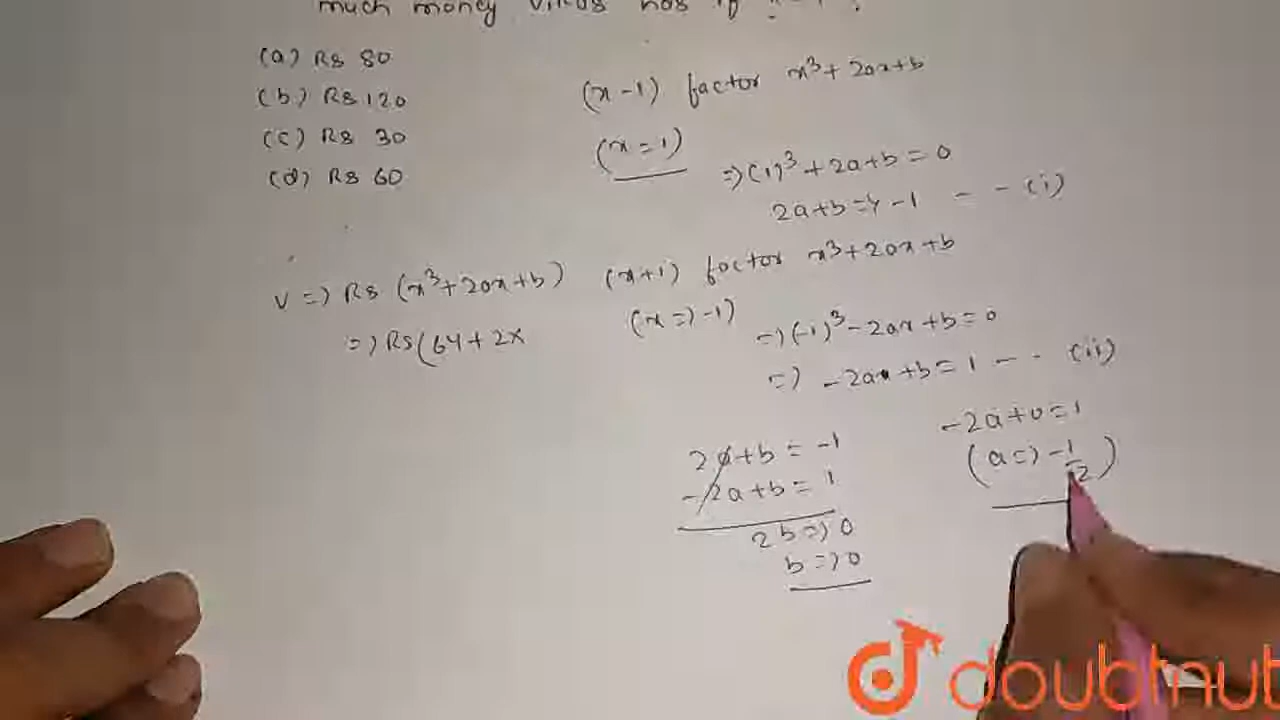 much money vikas has if
(a) Rs 80
(b) Rs 120
(c) Rs 30
(d) Rs 60
(x-1) factor x³+2ax+b
(x=1)
=>(1)³+2a+b=0
2a+b=>-1 -- (i)
V => Rs (x³+2ax+b)
=> Rs(64+2x
(x+1) factor x³+2ax+b
(x=>-1)
=>(-1)³-2ax+b=0
=> -2ax+b=1 -- (ii)
2a+b=-1
-2a+b=1
2b=>0
b=>0
-2a+0=1
(a=> -1/2)
doubtnut